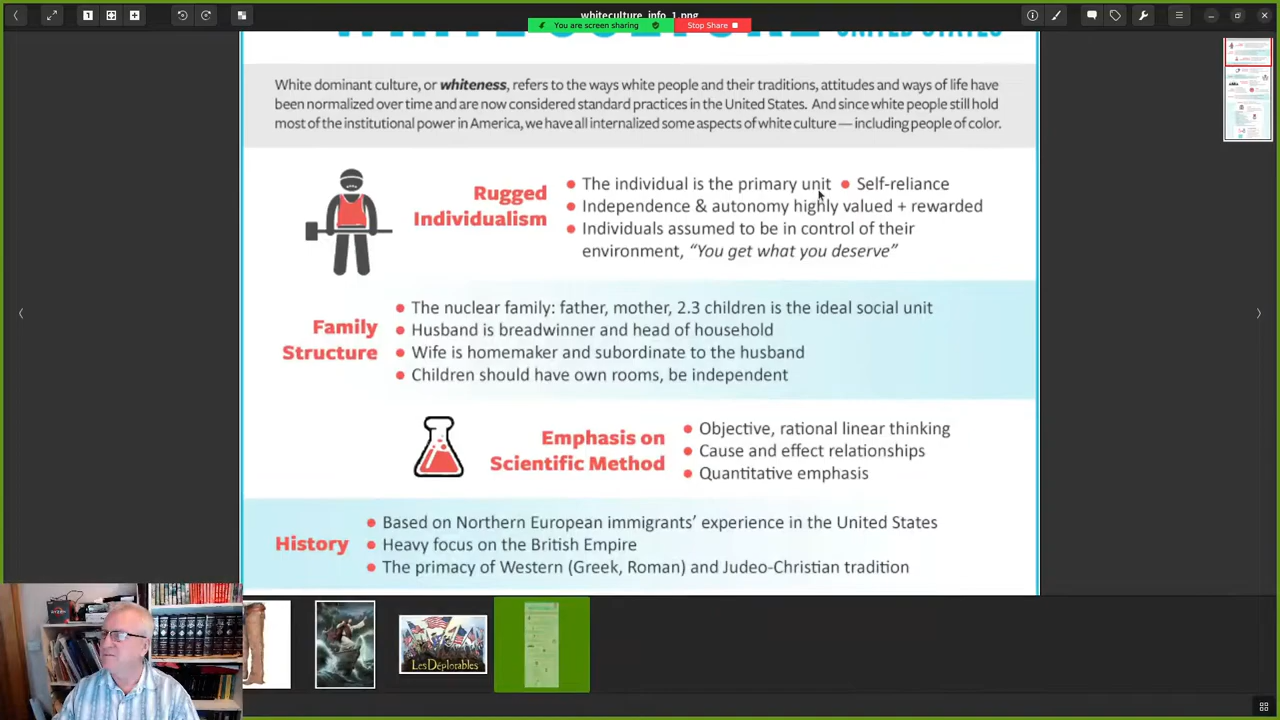 whiteculture_info_1.png
You are screen sharing
Stop Share
1
WHITE CULTURE UNITED STATES
White dominant culture, or whiteness, refers to the ways white people and their traditions, attitudes and ways of life have
been normalized over time and are now considered standard practices in the United States. And since white people still hold
most of the institutional power in America, we have all internalized some aspects of white culture — including people of color.
Rugged
Individualism
• The individual is the primary unit • Self-reliance
• Independence & autonomy highly valued + rewarded
• Individuals assumed to be in control of their
environment, “You get what you deserve”
Family
Structure
• The nuclear family: father, mother, 2.3 children is the ideal social unit
• Husband is breadwinner and head of household
• Wife is homemaker and subordinate to the husband
• Children should have own rooms, be independent
Emphasis on
Scientific Method
• Objective, rational linear thinking
• Cause and effect relationships
• Quantitative emphasis
History
• Based on Northern European immigrants’ experience in the United States
• Heavy focus on the British Empire
• The primacy of Western (Greek, Roman) and Judeo-Christian tradition
Les Déplorables